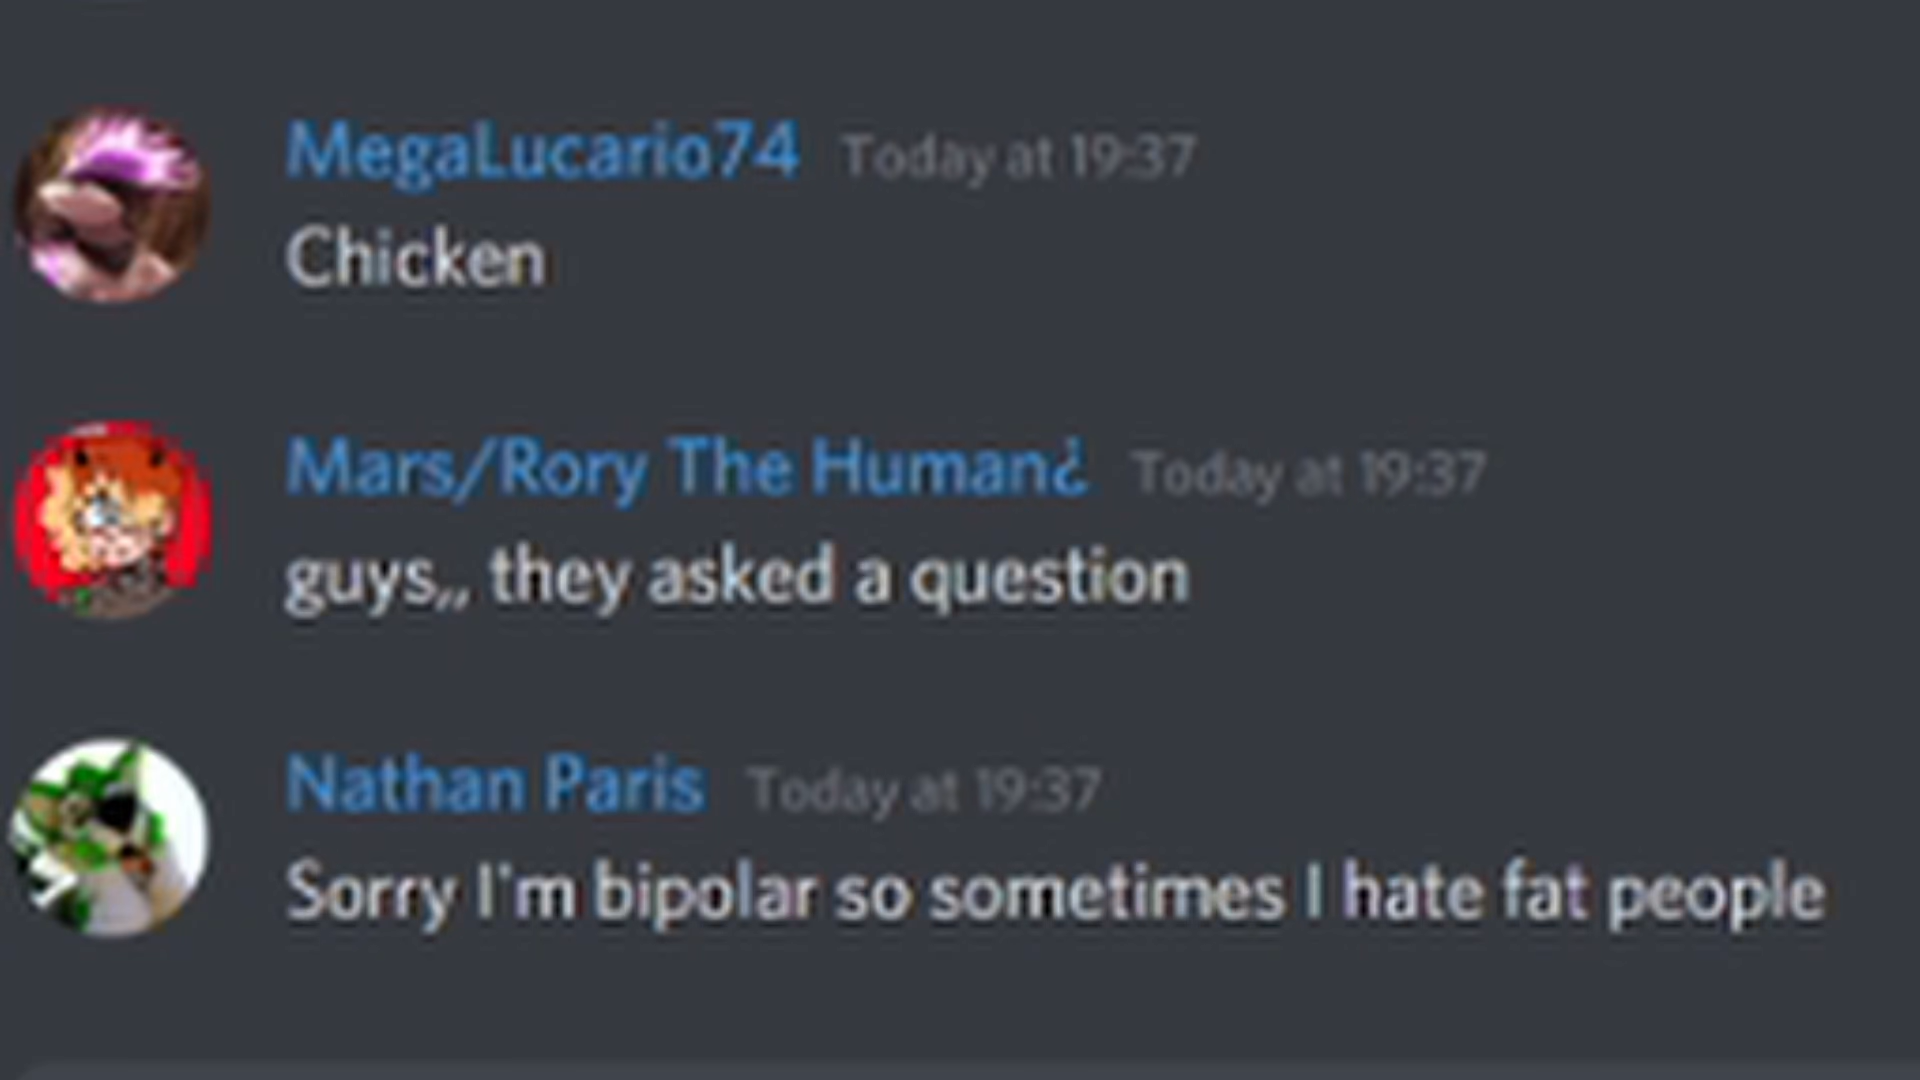 MegaLucario74 Today at 19:37
Chicken
Mars/Rory The Human¿ Today at 19:37
guys,, they asked a question
Nathan Paris Today at 19:37
Sorry I'm bipolar so sometimes I hate fat people